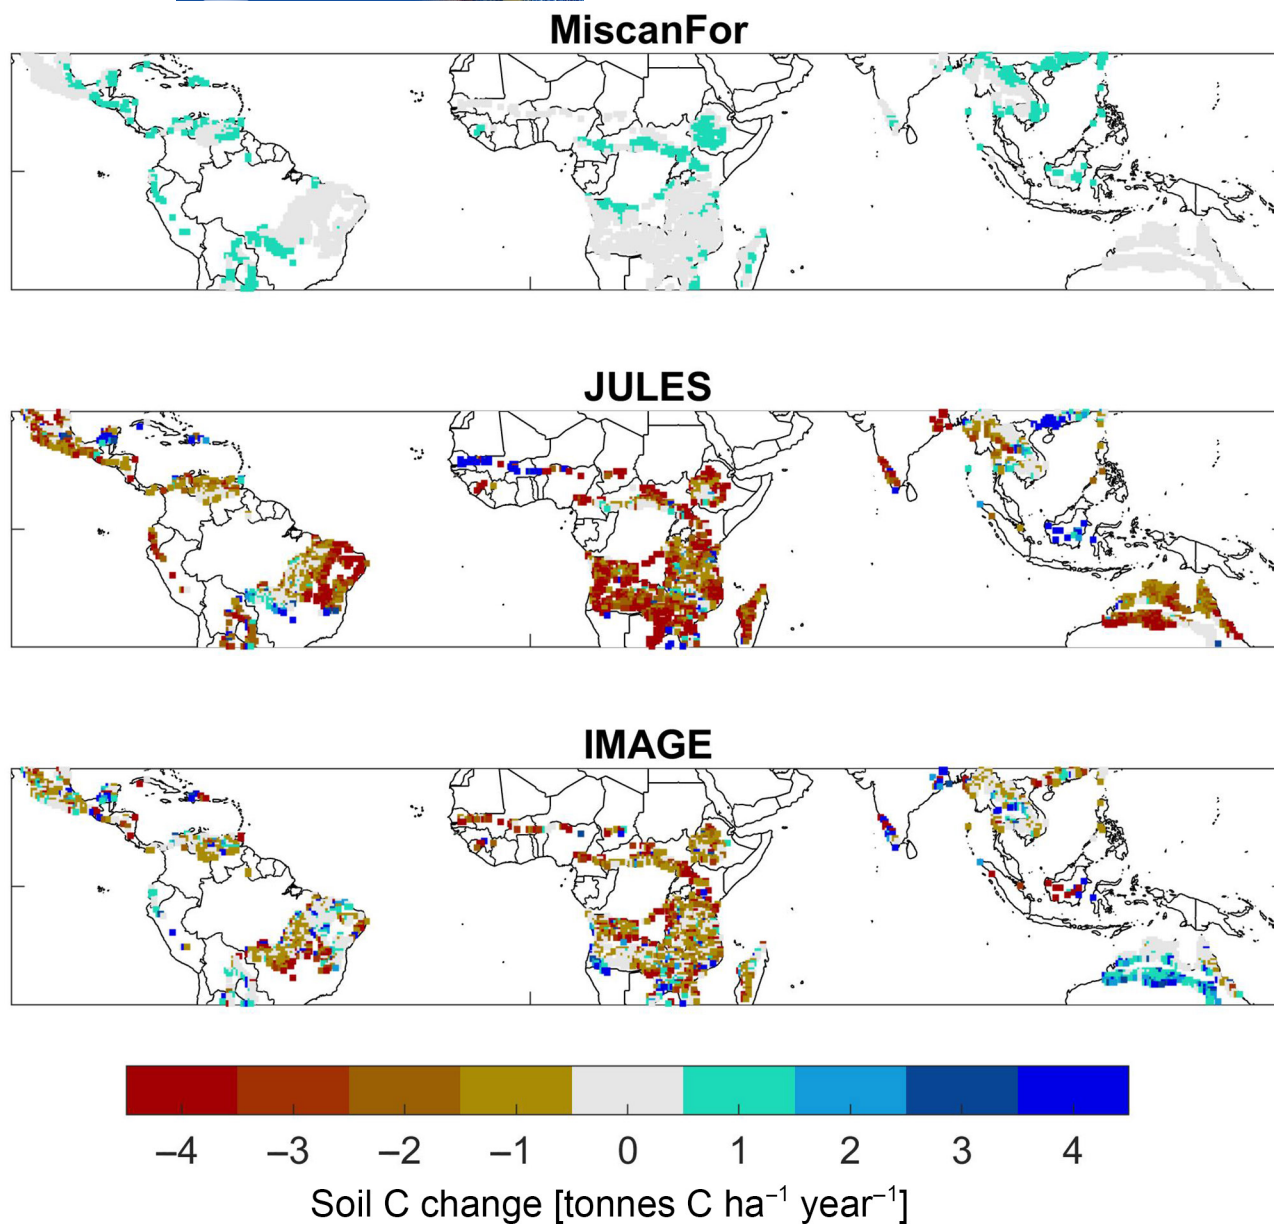 MiscanFor
JULES
IMAGE
–4 –3 –2 –1 0 1 2 3 4
Soil C change [tonnes C ha⁻¹ year⁻¹]